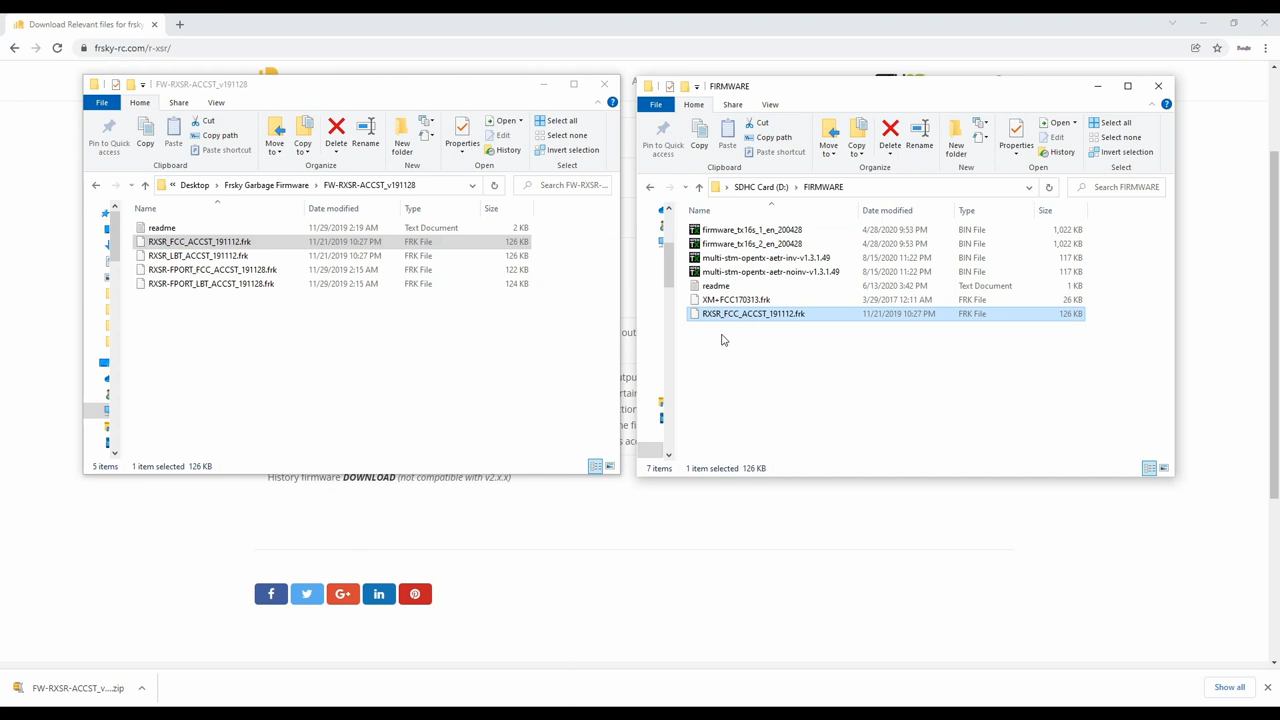 Download Relevant files for frsky
frsky-rc.com/r-xsr/
FW-RXSR-ACCST_v191128
File Home Share View
Pin to Quick access
Copy
Paste
Cut
Copy path
Paste shortcut
Clipboard
Move to
Copy to
Delete
Rename
Organize
New folder
New
Properties
Open
Edit
History
Open
Select all
Select none
Invert selection
Select
Desktop Frsky Garbage Firmware FW-RXSR-ACCST_v191128
Search FW-RXSR-...
Name Date modified Type Size
readme 11/29/2019 2:19 AM Text Document 2 KB
RXSR_FCC_ACCST_191112.frk 11/21/2019 10:27 PM FRK File 126 KB
RXSR_LBT_ACCST_191112.frk 11/21/2019 10:27 PM FRK File 126 KB
RXSR-FPORT_FCC_ACCST_191128.frk 11/29/2019 2:15 AM FRK File 122 KB
RXSR-FPORT_LBT_ACCST_191128.frk 11/29/2019 2:15 AM FRK File 124 KB
5 items 1 item selected 126 KB
FIRMWARE
File Home Share View
Pin to Quick access
Copy
Paste
Cut
Copy path
Paste shortcut
Clipboard
Move to
Copy to
Delete
Rename
Organize
New folder
New
Properties
Open
Edit
History
Open
Select all
Select none
Invert selection
Select
SDHC Card (D:) FIRMWARE
Search FIRMWARE
Name Date modified Type Size
firmware_tx16s_1_en_200428 4/28/2020 9:53 PM BIN File 1,022 KB
firmware_tx16s_2_en_200428 4/28/2020 9:53 PM BIN File 1,022 KB
multi-stm-opentx-aetr-inv-v1.3.1.49 8/15/2020 11:22 PM BIN File 117 KB
multi-stm-opentx-aetr-noinv-v1.3.1.49 8/15/2020 11:22 PM BIN File 117 KB
readme 6/13/2020 3:42 PM Text Document 1 KB
XM+FCC170313.frk 3/29/2017 12:11 AM FRK File 26 KB
RXSR_FCC_ACCST_191112.frk 11/21/2019 10:27 PM FRK File 126 KB
7 items 1 item selected 126 KB
History firmware DOWNLOAD (not compatible with v2.x.x)
FW-RXSR-ACCST_v....zip
Show all